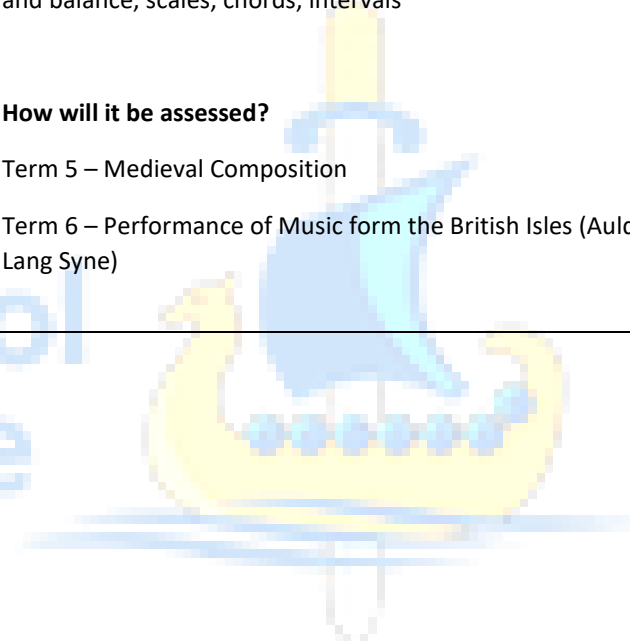 and balance, scales, chords, intervals
How will it be assessed?
Term 5 – Medieval Composition
Term 6 – Performance of Music form the British Isles (Auld
Lang Syne)
ol
e